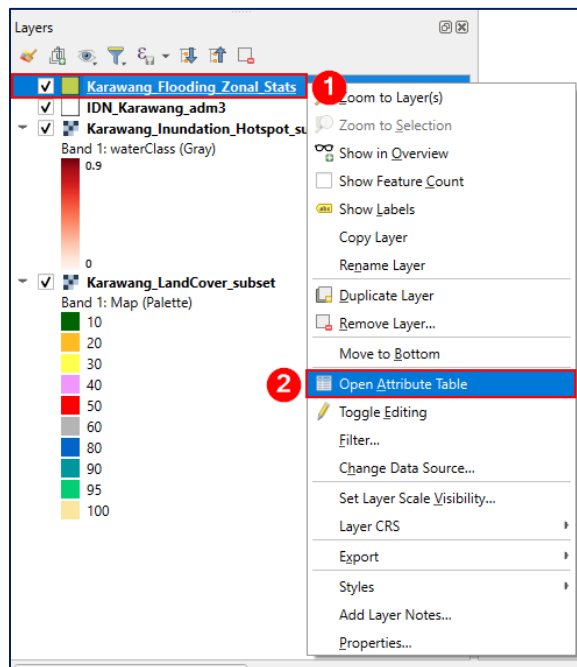 Layers
Karawang_Flooding_Zonal_Stats
1
IDN_Karawang_adm3
Karawang_Inundation_Hotspot_su
Band 1: waterClass (Gray)
0.9
0
Karawang_LandCover_subset
Band 1: Map (Palette)
10
20
30
40
50
60
80
90
95
100
Zoom to Layer(s)
Zoom to Selection
Show in Overview
Show Feature Count
abc
Show Labels
Copy Layer
Rename Layer
Duplicate Layer
Remove Layer...
Move to Bottom
2
Open Attribute Table
Toggle Editing
Filter...
Change Data Source...
Set Layer Scale Visibility...
Layer CRS
Export
Styles
Add Layer Notes...
Properties...